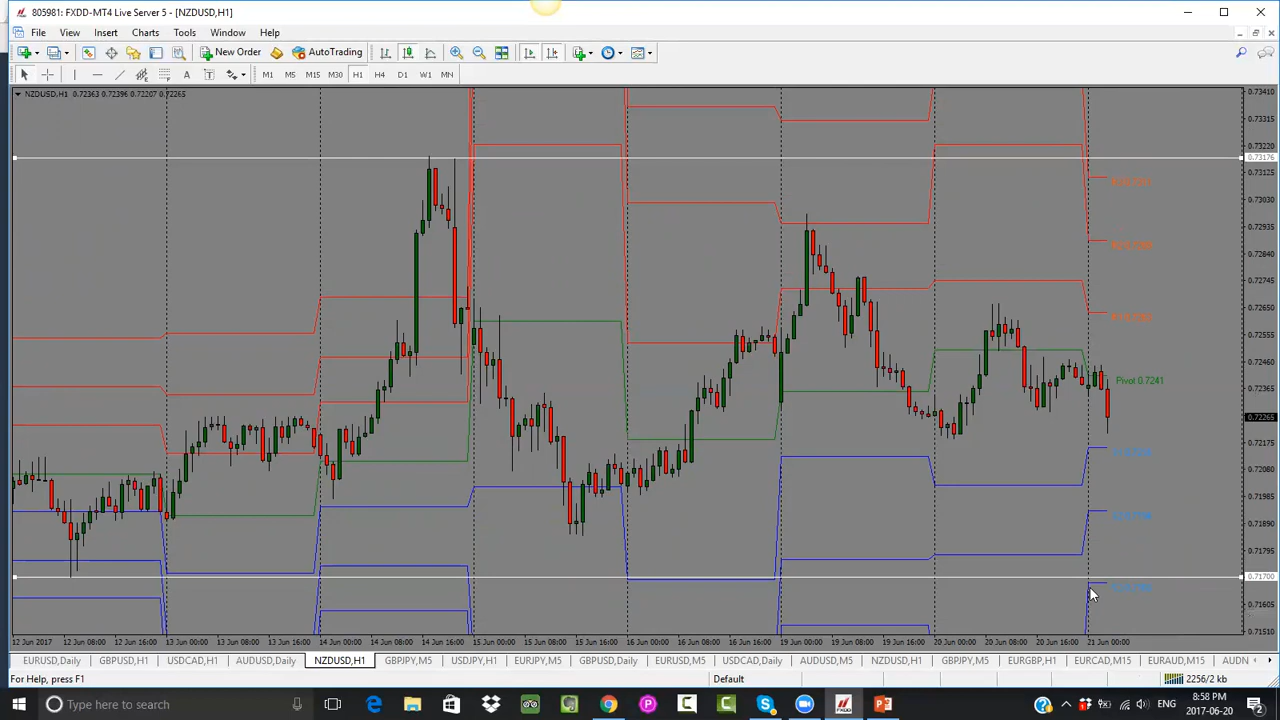 805981: FXDD-MT4 Live Server 5 - [NZDUSD,H1]
File View Insert Charts Tools Window Help
New Order AutoTrading
A T M1 M5 M15 M30 H1 H4 D1 W1 MN
NZDUSD,H1 0.72363 0.72396 0.72207 0.72265
0.73410
0.73315
0.73220
0.73176
0.73125
0.73030
0.72935
0.72840
0.72745
0.72650
0.72555
0.72460
Pivot 0.7241
0.72365
0.72265
0.72175
0.72080
0.71985
0.71890
0.71795
0.71700
0.71605
0.71510
12 Jun 2017 12 Jun 08:00 12 Jun 16:00 13 Jun 00:00 13 Jun 08:00 13 Jun 16:00 14 Jun 00:00 14 Jun 08:00 14 Jun 16:00 15 Jun 00:00 15 Jun 08:00 15 Jun 16:00 16 Jun 00:00 16 Jun 08:00 16 Jun 16:00 19 Jun 00:00 19 Jun 08:00 19 Jun 16:00 20 Jun 00:00 20 Jun 08:00 20 Jun 16:00 21 Jun 00:00
EURUSD,Daily GBPUSD,H1 USDCAD,H1 AUDUSD,Daily NZDUSD,H1 GBPJPY,M5 USDJPY,H1 EURJPY,M5 GBPUSD,Daily EURUSD,M5 USDCAD,Daily AUDUSD,M5 NZDUSD,H1 GBPJPY,M5 EURGBP,H1 EURCAD,M15 EURAUD,M15 AUDN
For Help, press F1 Default 2256/2 kb
Type here to search ENG 8:58 PM
2017-06-20